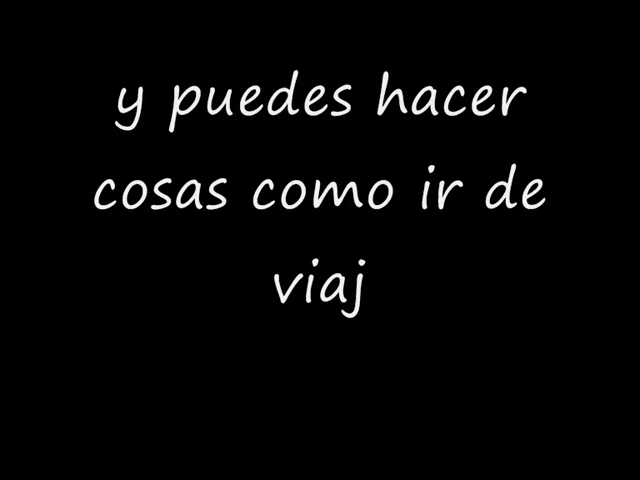 y puedes hacer
cosas como ir de
viaj